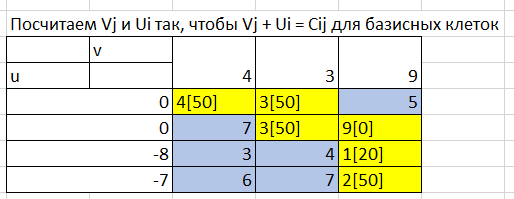 Посчитаем Vj и Ui так, чтобы Vj + Ui = Cij для базисных клеток
v
u 4 3 9
0 4[50] 3[50] 5
0 7 3[50] 9[0]
-8 3 4 1[20]
-7 6 7 2[50]